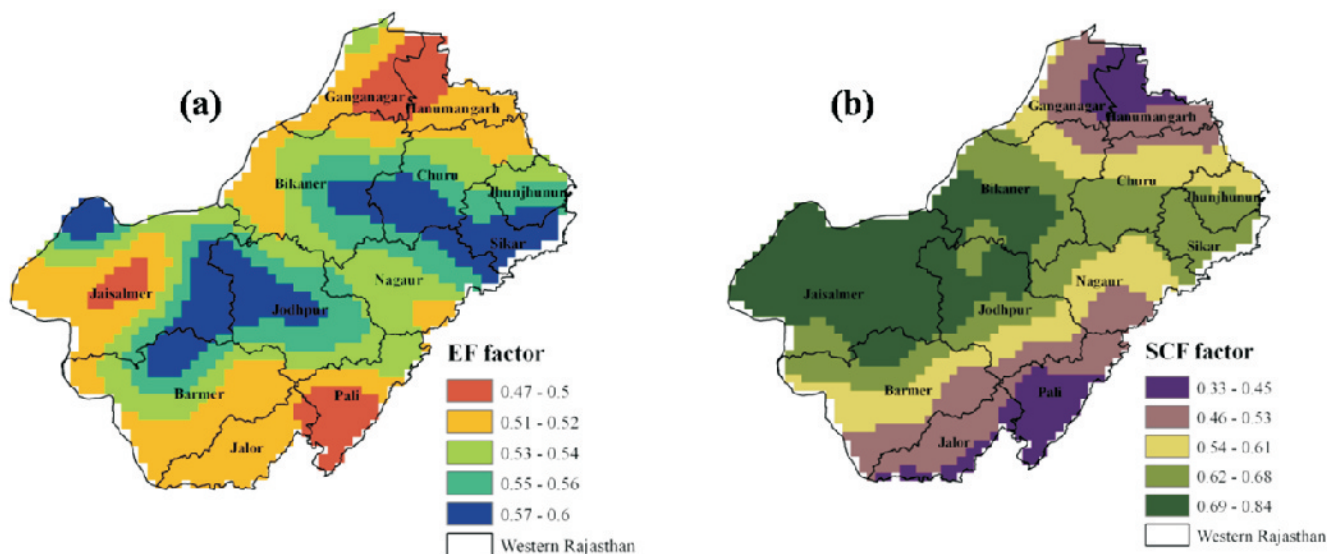 (a)
Ganganagar
Hanumangarh
Bikaner
Churu
Jhunjhunun
Sikar
Nagaur
Jaisalmer
Jodhpur
Barmer
Pali
Jalor
EF factor
0.47 - 0.5
0.51 - 0.52
0.53 - 0.54
0.55 - 0.56
0.57 - 0.6
Western Rajasthan
(b)
Ganganagar
Hanumangarh
Bikaner
Churu
Jhunjhunun
Sikar
Nagaur
Jaisalmer
Jodhpur
Barmer
Pali
Jalor
SCF factor
0.33 - 0.45
0.46 - 0.53
0.54 - 0.61
0.62 - 0.68
0.69 - 0.84
Western Rajasthan